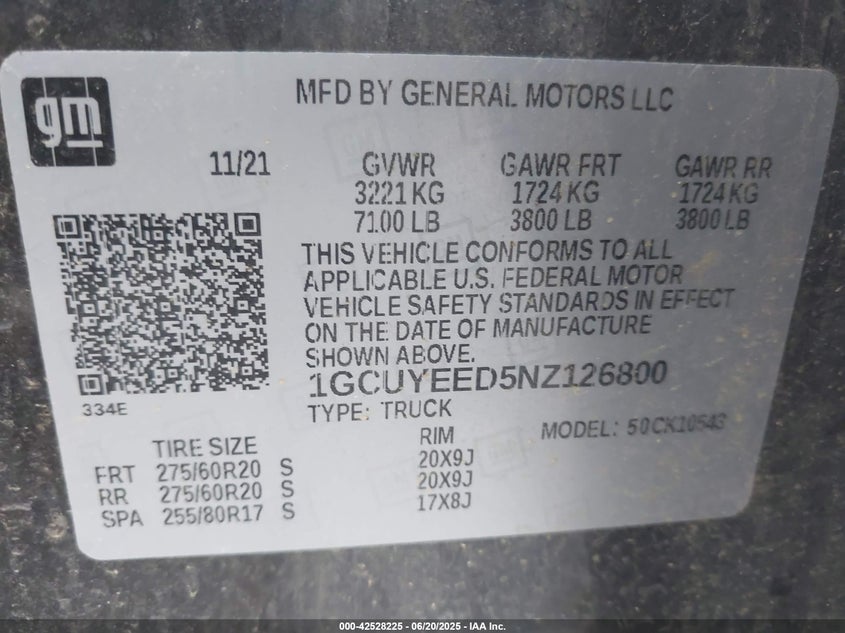 gm
MFD BY GENERAL MOTORS LLC
11/21 GVWR GAWR FRT GAWR RR
3221 KG 1724 KG 1724 KG
7100 LB 3800 LB 3800 LB
THIS VEHICLE CONFORMS TO ALL
APPLICABLE U.S. FEDERAL MOTOR
VEHICLE SAFETY STANDARDS IN EFFECT
ON THE DATE OF MANUFACTURE
SHOWN ABOVE.
1GCUYEED5NZ126800
334E
TYPE: TRUCK
MODEL: 50CK10543
TIRE SIZE RIM
FRT 275/60R20 S 20X9J
RR 275/60R20 S 20X9J
SPA 255/80R17 S 17X8J
000-42528225 - 06/20/2025 - IAA Inc.